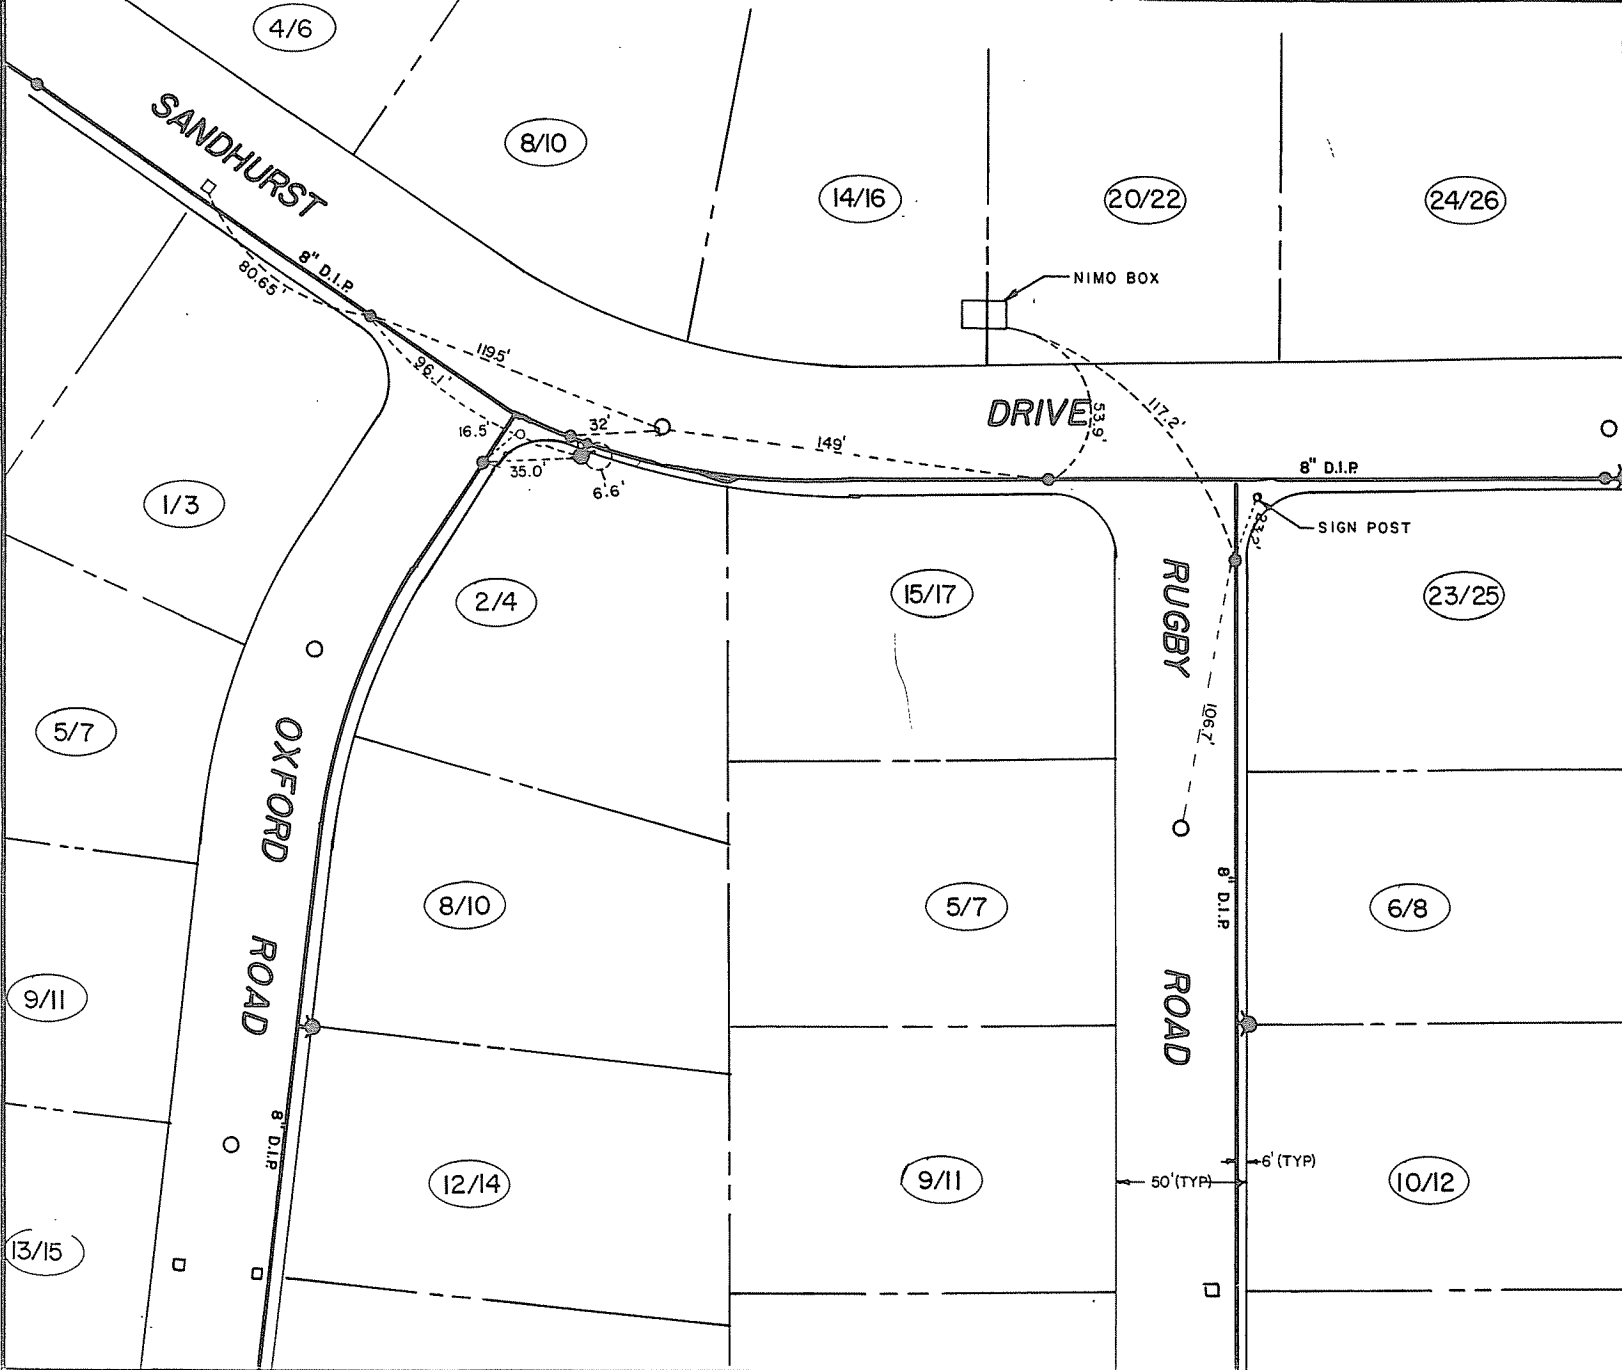 4/6
SANDHURST
8/10
14/16
20/22
24/26
8" D.I.P.
80.65'
NIMO BOX
119.5'
96.1'
DRIVE
53.9'
117.2'
16.5'
32'
149'
35.0'
6.6'
8" D.I.P.
SIGN POST
23.2'
1/3
2/4
15/17
RUGBY
23/25
5/7
OXFORD
106.7'
8/10
5/7
8" D.I.P.
6/8
9/11
ROAD
ROAD
8" D.I.P.
12/14
9/11
6' (TYP)
50' (TYP)
10/12
13/15